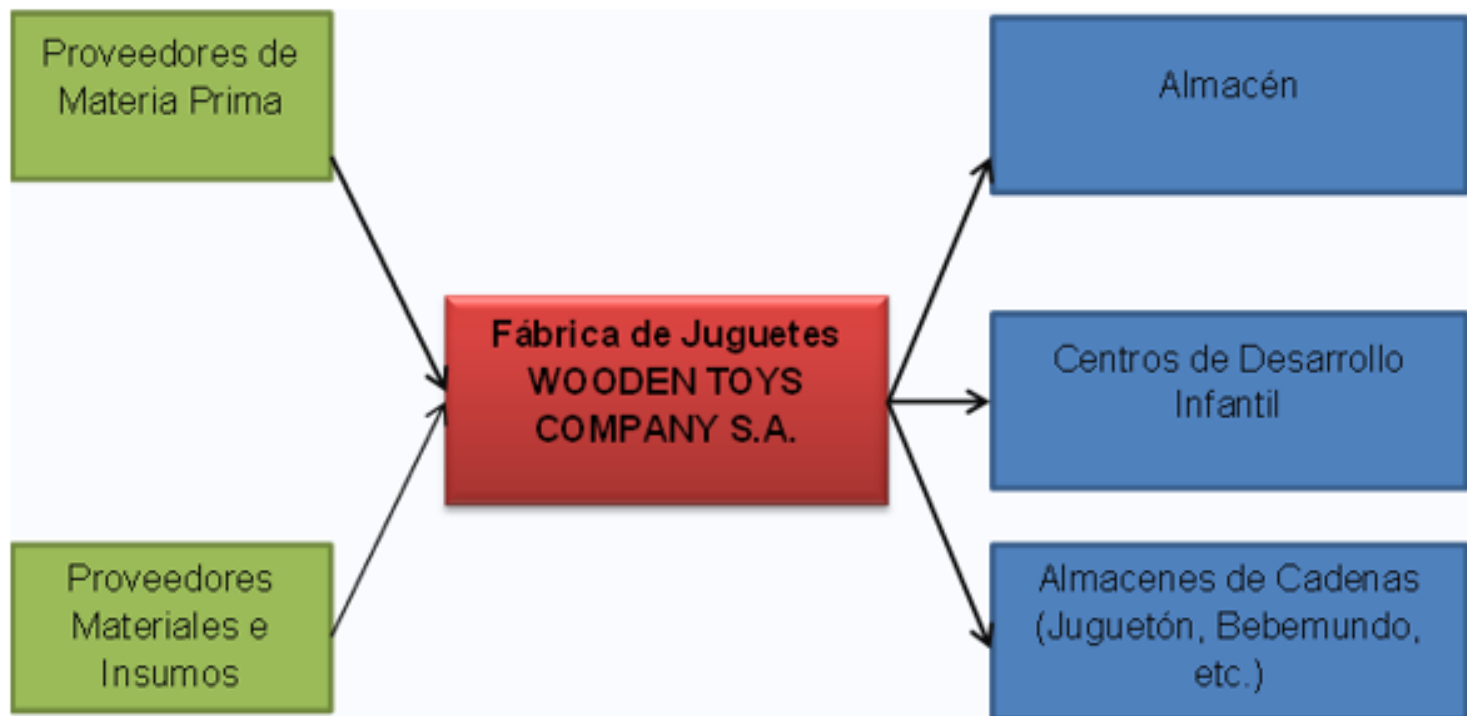 Proveedores de
Materia Prima
Almacén
Fábrica de Juguetes
WOODEN TOYS
COMPANY S.A.
Centros de Desarrollo
Infantil
Proveedores
Materiales e
Insumos
Almacenes de Cadenas
(Juguetón, Bebemundo,
etc.)